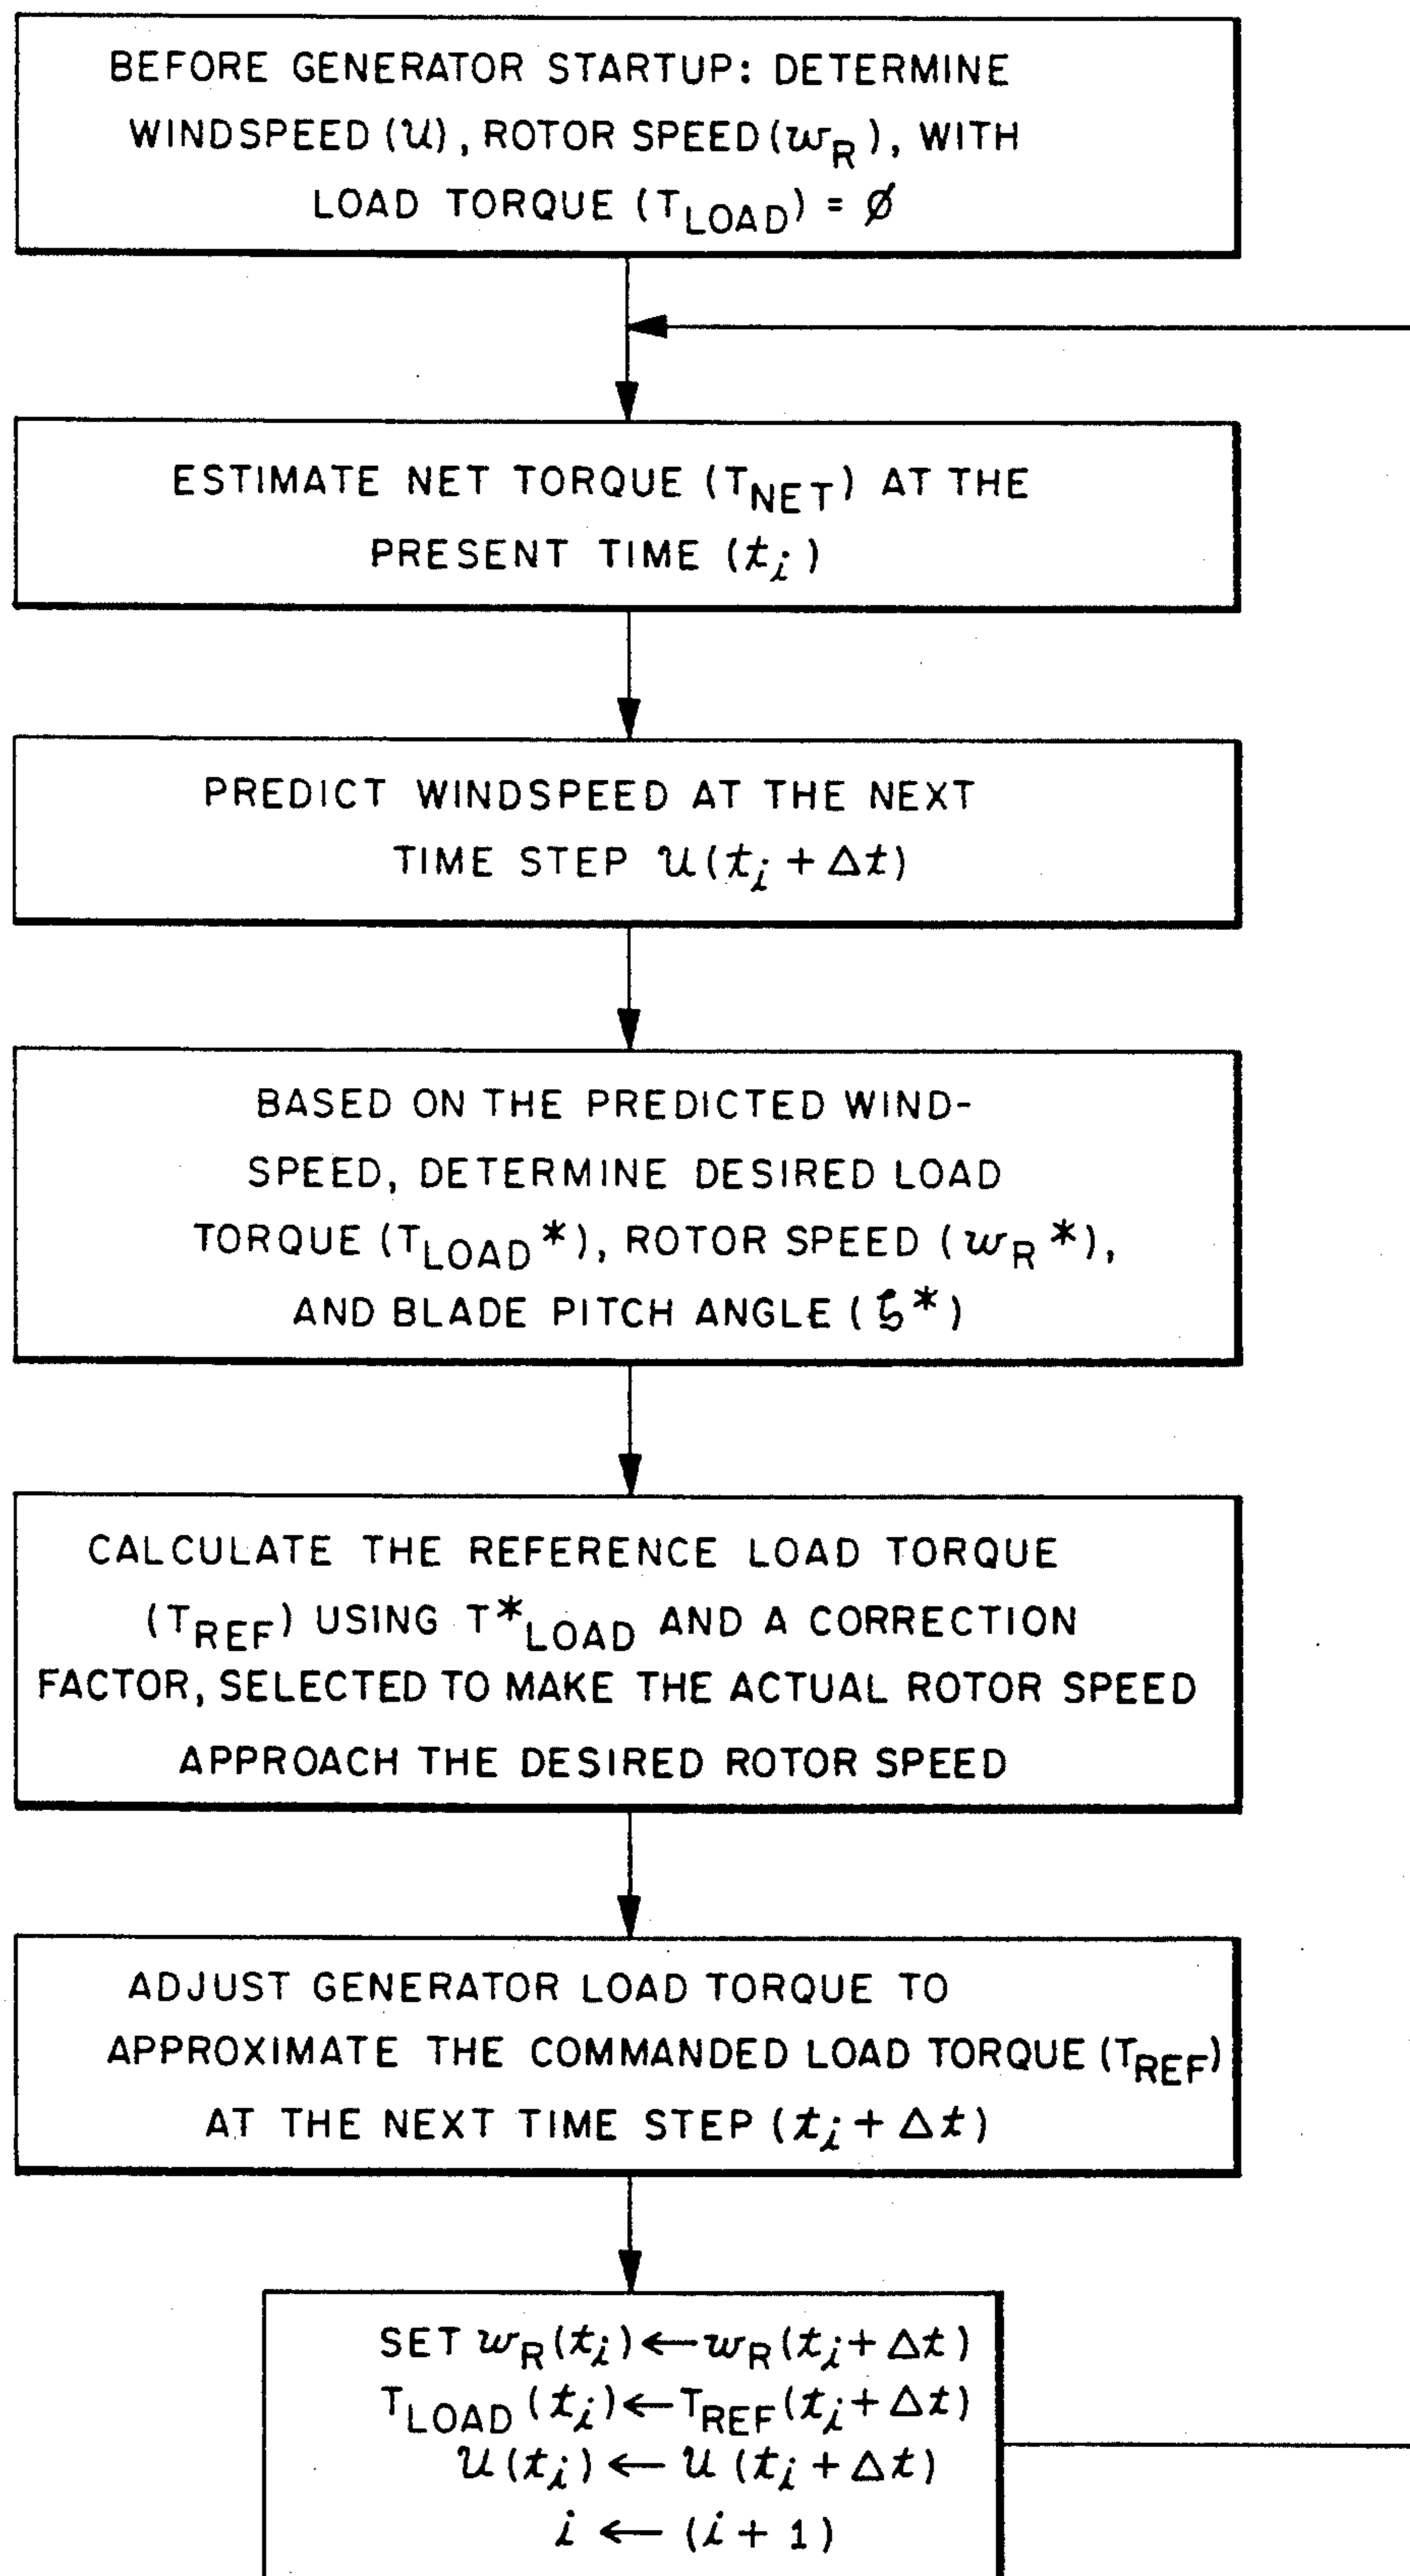 BEFORE GENERATOR STARTUP: DETERMINE
WINDSPEED (u), ROTOR SPEED (w_R), WITH
LOAD TORQUE (T_LOAD) = ∅
ESTIMATE NET TORQUE (T_NET) AT THE
PRESENT TIME (t_i)
PREDICT WINDSPEED AT THE NEXT
TIME STEP u(t_i + Δt)
BASED ON THE PREDICTED WIND-
SPEED, DETERMINE DESIRED LOAD
TORQUE (T_LOAD*), ROTOR SPEED (w_R*),
AND BLADE PITCH ANGLE (ζ*)
CALCULATE THE REFERENCE LOAD TORQUE
(T_REF) USING T*_LOAD AND A CORRECTION
FACTOR, SELECTED TO MAKE THE ACTUAL ROTOR SPEED
APPROACH THE DESIRED ROTOR SPEED
ADJUST GENERATOR LOAD TORQUE TO
APPROXIMATE THE COMMANDED LOAD TORQUE (T_REF)
AT THE NEXT TIME STEP (t_i + Δt)
SET w_R(t_i) ← w_R(t_i + Δt)
T_LOAD(t_i) ← T_REF(t_i + Δt)
u(t_i) ← u(t_i + Δt)
i ← (i + 1)